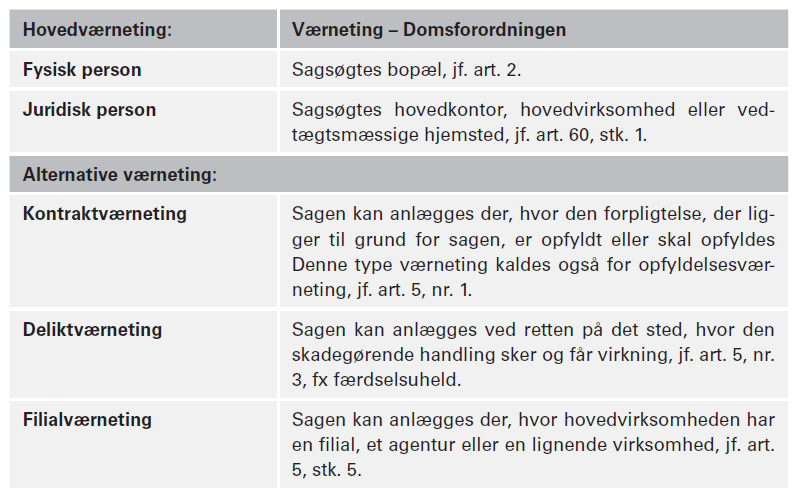 Hovedværneting: Værneting – Domsforordningen
Fysisk person Sagsøgtes bopæl, jf. art. 2.
Juridisk person Sagsøgtes hovedkontor, hovedvirksomhed eller ved-
tægtsmæssige hjemsted, jf. art. 60, stk. 1.
Alternative værneting:
Kontraktværneting Sagen kan anlægges der, hvor den forpligtelse, der lig-
ger til grund for sagen, er opfyldt eller skal opfyldes
Denne type værneting kaldes også for opfyldelsesvær-
neting, jf. art. 5, nr. 1.
Deliktværneting Sagen kan anlægges ved retten på det sted, hvor den
skadegørende handling sker og får virkning, jf. art. 5, nr.
3, fx færdselsuheld.
Filialværneting Sagen kan anlægges der, hvor hovedvirksomheden har
en filial, et agentur eller en lignende virksomhed, jf. art.
5, stk. 5.